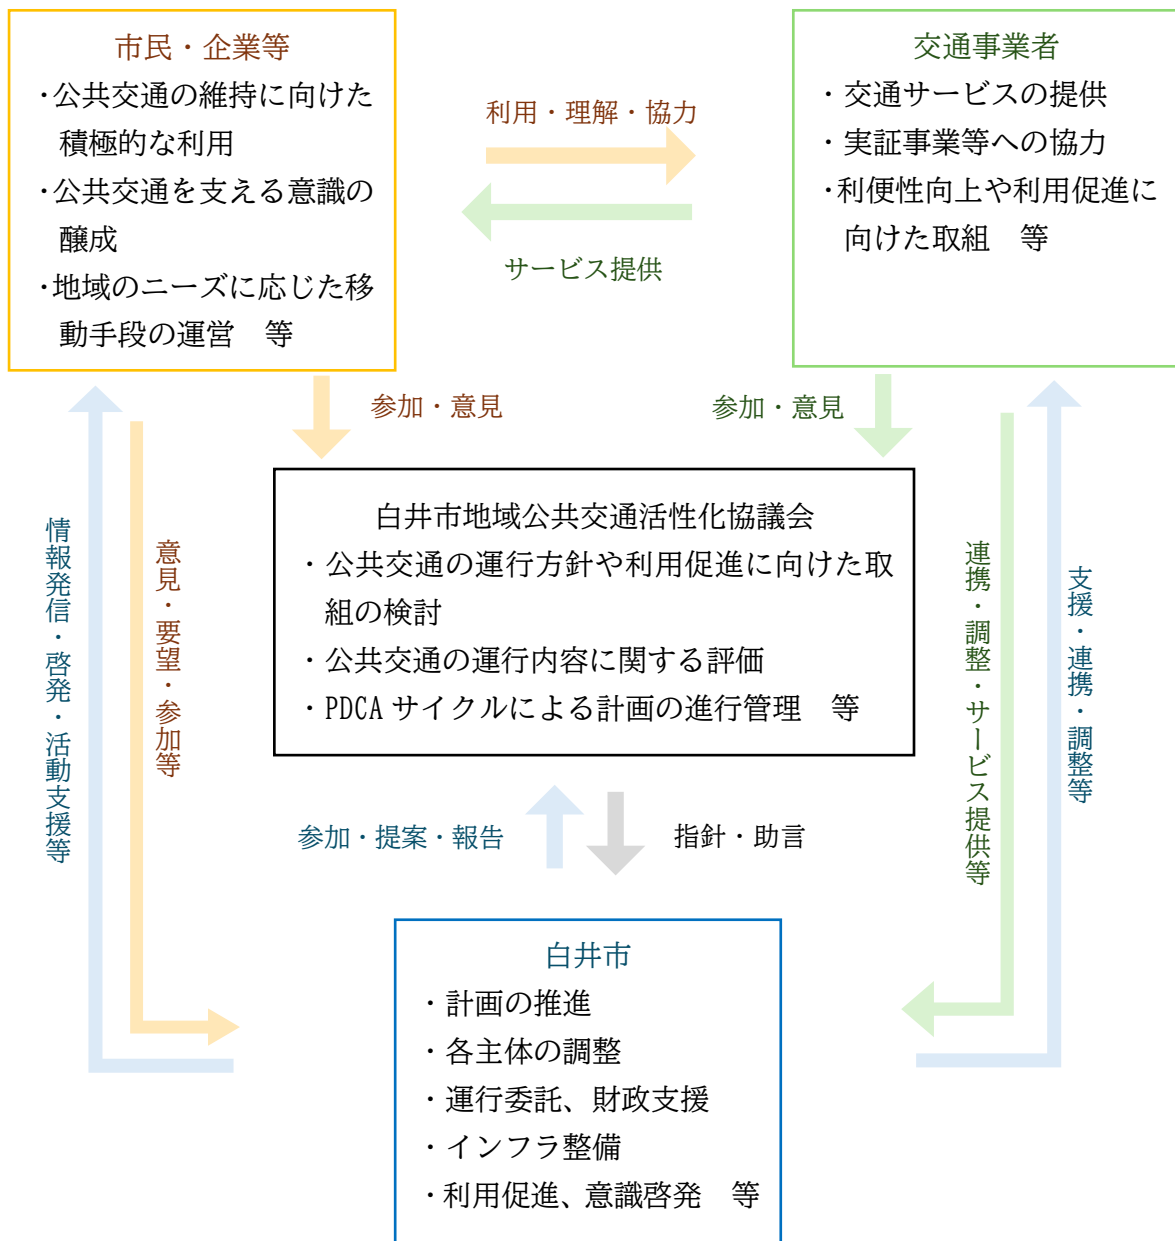 市民・企業等
・公共交通の維持に向けた
積極的な利用
・公共交通を支える意識の
醸成
・地域のニーズに応じた移
動手段の運営　等
利用・理解・協力
サービス提供
交通事業者
・交通サービスの提供
・実証事業等への協力
・利便性向上や利用促進に
向けた取組　等
参加・意見
参加・意見
情報発信・啓発・活動支援等
意見・要望・参加等
白井市地域公共交通活性化協議会
・公共交通の運行方針や利用促進に向けた取
組の検討
・公共交通の運行内容に関する評価
・PDCAサイクルによる計画の進行管理　等
連携・調整・サービス提供等
支援・連携・調整等
参加・提案・報告
指針・助言
白井市
・計画の推進
・各主体の調整
・運行委託、財政支援
・インフラ整備
・利用促進、意識啓発　等